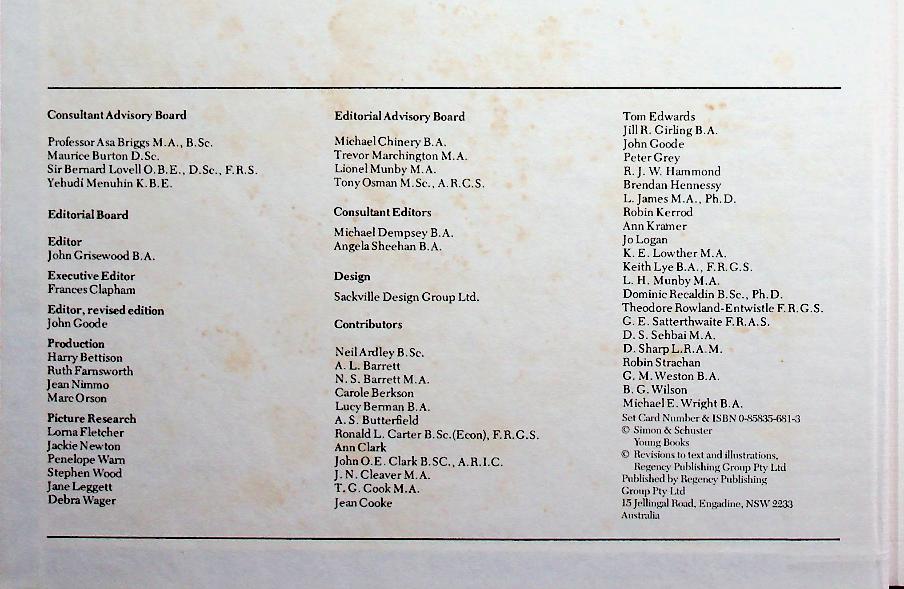 Consultant Advisory Board
Professor Asa Briggs M.A., B.Sc.
Maurice Burton D.Sc.
Sir Bernard Lovell O.B.E., D.Sc., F.R.S.
Yehudi Menuhin K.B.E.
Editorial Board
Editor
John Grisewood B.A.
Executive Editor
Frances Clapham
Editor, revised edition
John Goode
Production
Harry Bettison
Ruth Farnsworth
Jean Nimmo
Marc Orson
Picture Research
Lorna Fletcher
Jackie Newton
Penelope Warn
Stephen Wood
Jane Leggett
Debra Wager
Editorial Advisory Board
Michael Chinery B.A.
Trevor Marchington M.A.
Lionel Munby M.A.
Tony Osman M.Sc., A.R.C.S.
Consultant Editors
Michael Dempsey B.A.
Angela Sheehan B.A.
Design
Sackville Design Group Ltd.
Contributors
Neil Ardley B.Sc.
A. L. Barrett
N. S. Barrett M.A.
Carole Berkson
Lucy Berman B.A.
A. S. Butterfield
Ronald L. Carter B.Sc.(Econ), F.R.G.S.
Ann Clark
John O.E. Clark B.SC., A.R.I.C.
J. N. Cleaver M.A.
T. G. Cook M.A.
Jean Cooke
Tom Edwards
Jill R. Girling B.A.
John Goode
Peter Grey
R. J. W. Hammond
Brendan Hennessy
L. James M.A., Ph.D.
Robin Kerrod
Ann Kramer
Jo Logan
K. E. Lowther M.A.
Keith Lye B.A., F.R.G.S.
L. H. Munby M.A.
Dominic Recaldin B.Sc., Ph.D.
Theodore Rowland-Entwistle F.R.G.S.
G. E. Satterthwaite F.R.A.S.
D. S. Sehbai M.A.
D. Sharp L.R.A.M.
Robin Strachan
G. M. Weston B.A.
B. G. Wilson
Michael E. Wright B.A.
Set Card Number & ISBN 0-85835-681-3
© Simon & Schuster
Young Books
© Revisions to text and illustrations,
Regency Publishing Group Pty Ltd
Published by Regency Publishing
Group Pty Ltd
15 Jellingal Road, Engadine, NSW 2233
Australia